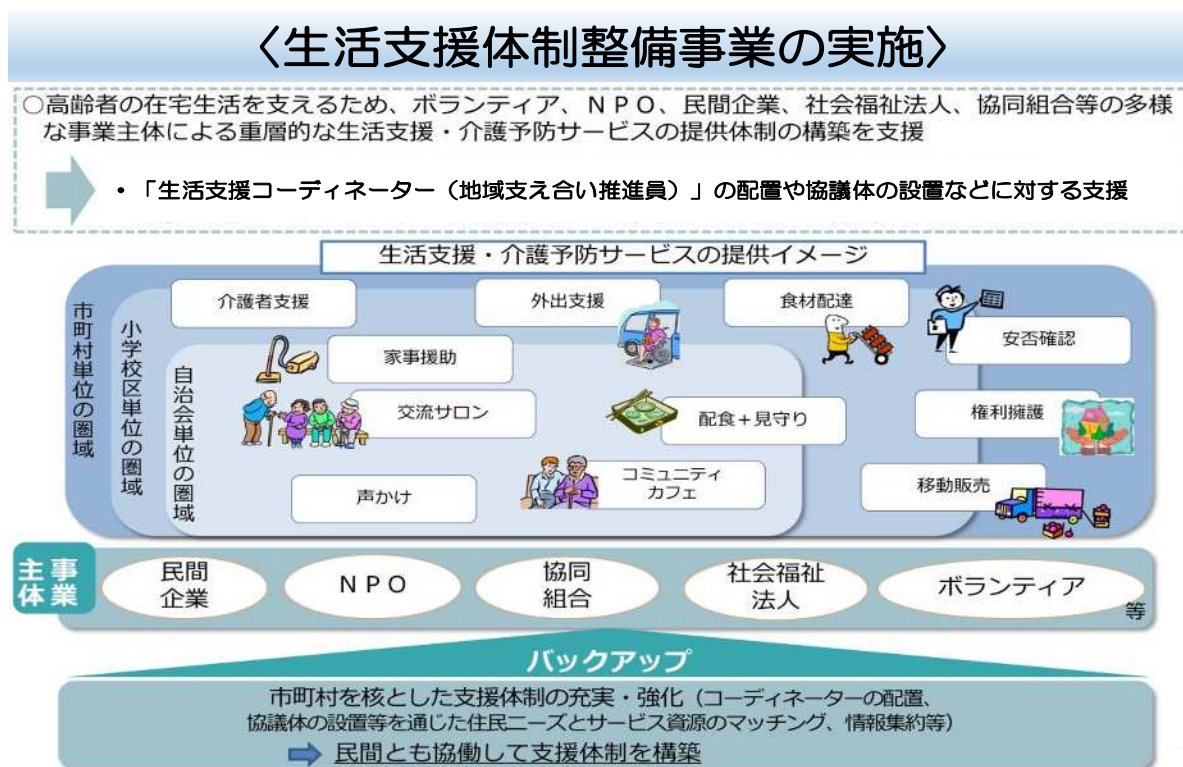 〈生活支援体制整備事業の実施〉
○高齢者の在宅生活を支えるため、ボランティア、ＮＰＯ、民間企業、社会福祉法人、協同組合等の多様
な事業主体による重層的な生活支援・介護予防サービスの提供体制の構築を支援
・「生活支援コーディネーター（地域支え合い推進員）」の配置や協議体の設置などに対する支援
生活支援・介護予防サービスの提供イメージ
市町村単位の圏域
小学校区単位の圏域
自治会単位の圏域
介護者支援
外出支援
食材配達
安否確認
家事援助
交流サロン
配食＋見守り
権利擁護
声かけ
コミュニティ
カフェ
移動販売
事業
主体
民間
企業
ＮＰＯ
協同
組合
社会福祉
法人
ボランティア
等
バックアップ
市町村を核とした支援体制の充実・強化（コーディネーターの配置、
協議体の設置等を通じた住民ニーズとサービス資源のマッチング、情報集約等）
民間とも協働して支援体制を構築